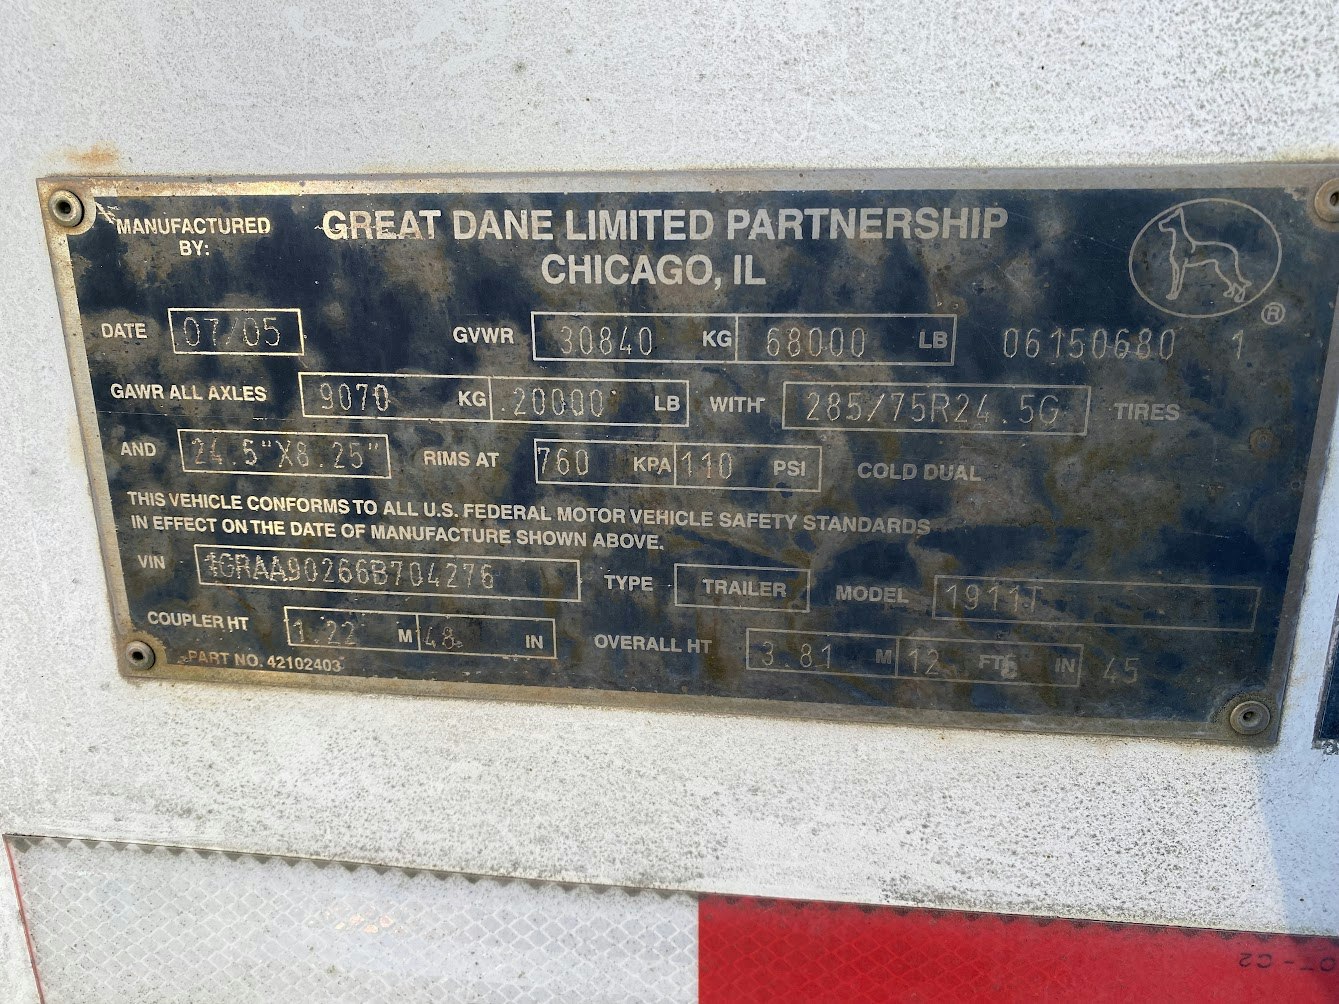 MANUFACTURED BY: GREAT DANE LIMITED PARTNERSHIP
CHICAGO, IL
®
DATE 07/05 GVWR 30840 KG 68000 LB 06150680 1
GAWR ALL AXLES 9070 KG 20000 LB WITH 285/75R24.5G TIRES
AND 24.5"X8.25" RIMS AT 760 KPA 110 PSI COLD DUAL
THIS VEHICLE CONFORMS TO ALL U.S. FEDERAL MOTOR VEHICLE SAFETY STANDARDS
IN EFFECT ON THE DATE OF MANUFACTURE SHOWN ABOVE.
VIN 1GRAA90266B704276 TYPE TRAILER MODEL 1911T
COUPLER HT 1.22 M 48 IN OVERALL HT 3.81 M 12 FT 6 IN 45
PART NO. 42102403
DOT-C2